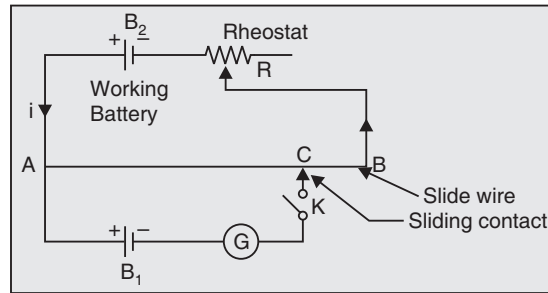 B2
+ −
Rheostat
R
Working
Battery
i
A
C
B
K
Slide wire
Sliding contact
+ −
G
B1